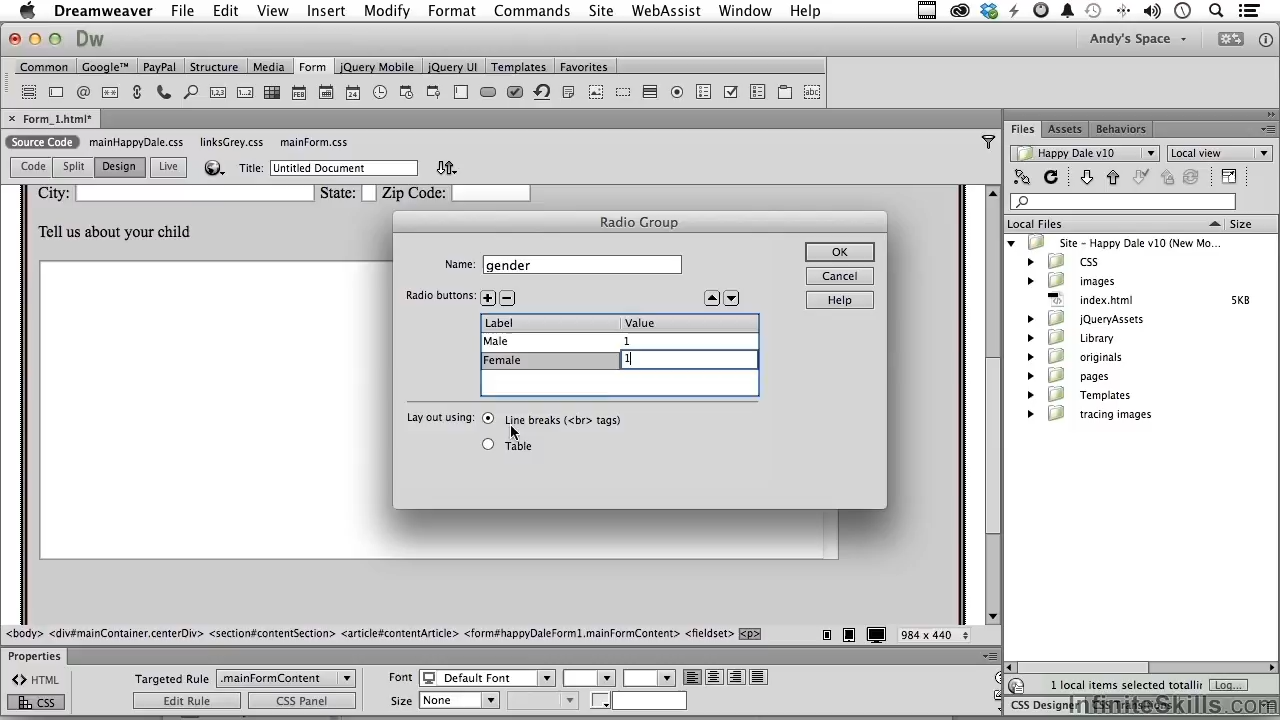 Dreamweaver File Edit View Insert Modify Format Commands Site WebAssist Window Help
Dw Andy's Space
Common Google™ PayPal Structure Media Form jQuery Mobile jQuery UI Templates Favorites
× Form_1.html*
Source Code mainHappyDale.css linksGrey.css mainForm.css
Code Split Design Live Title: Untitled Document
City: State: Zip Code:
Tell us about your child
Radio Group
Name: gender
OK
Cancel
Help
Radio buttons:
Label Value
Male 1
Female 1
Lay out using: Line breaks (<br> tags)
Table
Files Assets Behaviors
Happy Dale v10 Local view
Local Files Size
Site - Happy Dale v10 (New Mo...
CSS
images
index.html 5KB
jQueryAssets
Library
originals
pages
Templates
tracing images
<body> <div#mainContainer.centerDiv> <section#contentSection> <article#contentArticle> <form#happyDaleForm1.mainFormContent> <fieldset> <p> 984 x 440
Properties
<> HTML Targeted Rule .mainFormContent Font Default Font
CSS Edit Rule CSS Panel Size None
1 local items selected totallir Log...
CSS Designer CSS Transitions
InfiniteSkills.com